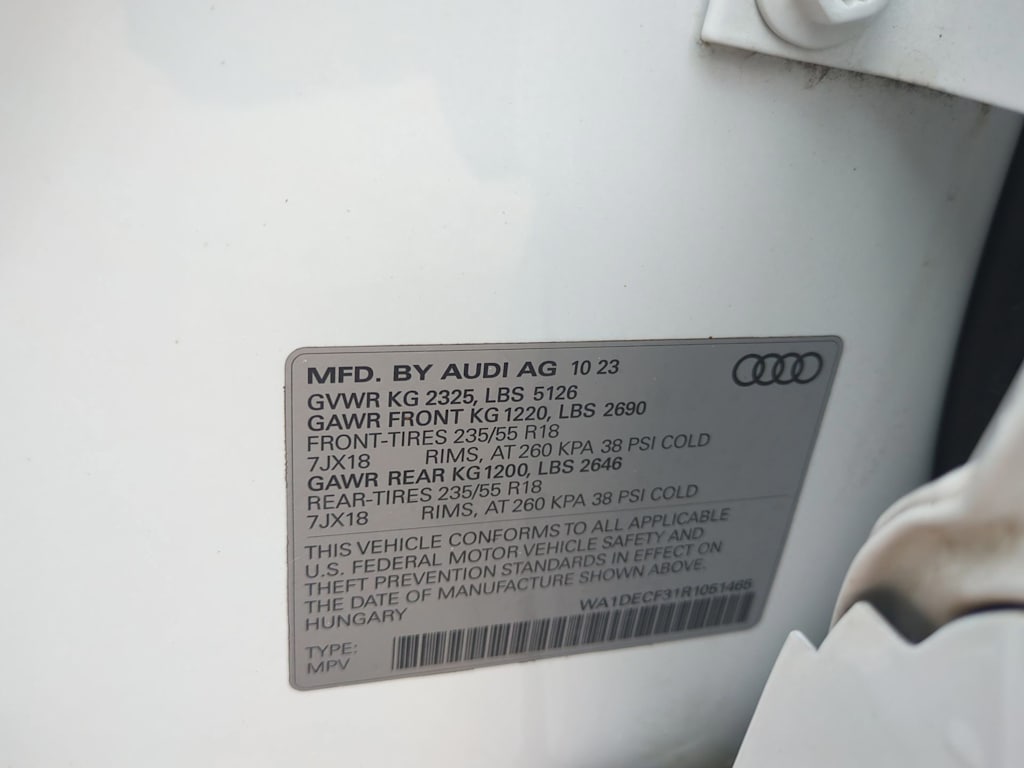 MFD. BY AUDI AG 10 23
GVWR KG 2325, LBS 5126
GAWR FRONT KG 1220, LBS 2690
FRONT-TIRES 235/55 R18
7JX18 RIMS, AT 260 KPA 38 PSI COLD
GAWR REAR KG 1200, LBS 2646
REAR-TIRES 235/55 R18
7JX18 RIMS, AT 260 KPA 38 PSI COLD
THIS VEHICLE CONFORMS TO ALL APPLICABLE
U.S. FEDERAL MOTOR VEHICLE SAFETY AND
THEFT PREVENTION STANDARDS IN EFFECT ON
THE DATE OF MANUFACTURE SHOWN ABOVE.
HUNGARY WA1DECF31R1051465
TYPE:
MPV